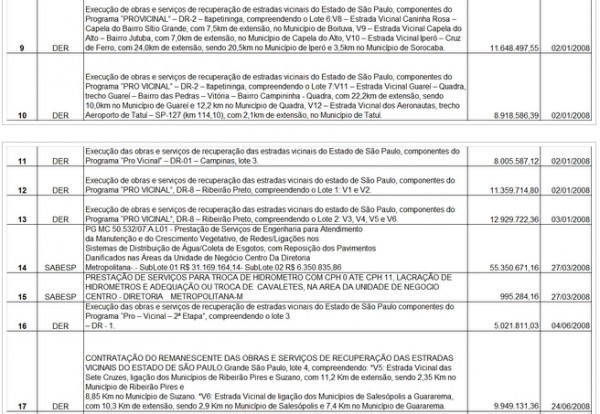 Execução de obras e serviços de recuperação de estradas vicinais do Estado de São Paulo, componentes do
Programa "PROVICINAL" – DR-2 – Itapetininga, compreendendo o Lote 6:V8 – Estrada Vicinal Caninha Rosa –
Capela do Bairro Sítio Grande, com 7,5km de extensão, no Município de Boituva, V9 – Estrada Vicinal Capela do
Alto – Bairro Jutuba, com 7,0km de extensão, no Município de Capela do Alto, V10 – Estrada Vicinal Iperó – Cruz
9 DER de Ferro, com 24,0km de extensão, sendo 20,5km no Município de Iperó e 3,5km no Município de Sorocaba. 11.648.497,55 02/01/2008
Execução de obras e serviços de recuperação de estradas vicinais do Estado de São Paulo, componentes do
Programa "PRO VICINAL" – DR-2 – Itapetininga, compreendendo o Lote 7:V11 – Estrada Vicinal Guareí – Quadra,
trecho Guareí – Bairro das Pedras – Vitória – Bairro Campininha - Quadra, com 22,2km de extensão, sendo
10,0km no Município de Guareí e 12,2 km no Município de Quadra, V12 – Estrada Vicinal dos Aeronautas, trecho
10 DER Aeroporto de Tatuí – SP-127 (km 114,10), com 2,1km de extensão, no Município de Tatuí. 8.918.586,39 02/01/2008
Execução das obras e serviços de recuperação das estradas vicinais do Estado de São Paulo, componentes do
11 DER Programa "Pro Vicinal" – DR-01 – Campinas, lote 3. 8.005.587,12 02/01/2008
Execução de obras e serviços de recuperação de estradas vicinais do Estado de São Paulo, componentes do
12 DER Programa "PRO VICINAL", DR-8 – Ribeirão Preto, compreendendo o Lote 1: V1 e V2. 11.359.714,80 02/01/2008
Execução de obras e serviços de recuperação de estradas vicinais do Estado de São Paulo, componentes do
13 DER Programa "PRO VICINAL", DR-8 – Ribeirão Preto, compreendendo o Lote 2: V3, V4, V5 e V6. 12.929.722,36 03/01/2008
PG MC 50.532/07.A.L01 - Prestação de Serviços de Engenharia para Atendimento
da Manutenção e do Crescimento Vegetativo, de Redes/Ligações nos
Sistemas de Distribuição de Água/Coleta de Esgotos, com Reposição dos Pavimentos
Danificados nas Áreas da Unidade de Negócio Centro Da Diretoria
14 SABESP Metropolitana-. - SubLote.01 R$ 31.169.164,14- SubLote.02 R$ 6.350.835,86 55.350.671,16 27/03/2008
PRESTAÇÃO DE SERVIÇOS PARA TROCA DE HIDROMETRO COM CPH 0 ATE CPH 11, LACRAÇÃO DE
HIDROMETROS E ADEQUAÇÃO OU TROCA DE CAVALETES, NA AREA DA UNIDADE DE NEGOCIO
15 SABESP CENTRO - DIRETORIA METROPOLITANA-M 995.284,16 27/03/2008
Execução das obras e serviços de recuperação de estradas vicinais do Estado de São Paulo componentes do
Programa "Pro – Vicinal – 2ª Etapa", compreendendo o lote 3
16 DER – DR - 1. 5.021.811,03 04/06/2008
CONTRATAÇÃO DO REMANESCENTE DAS OBRAS E SERVIÇOS DE RECUPERAÇÃO DAS ESTRADAS
VICINAIS DO ESTADO DE SÃO PAULO.Grande São Paulo, lote 4, compreendendo: *V5: Estrada Vicinal das
Sete Cruzes, ligação dos Municípios de Ribeirão Pires e Suzano, com 11,2 Km de extensão, sendo 2,35 Km no
Município de Ribeirão Pires e
8,85 Km no Município de Suzano. *V6: Estrada Vicinal de ligação dos Municípios de Salesópolis a Guararema,
17 DER com 10,3 Km de extensão, sendo 2,9 Km no Município de Salesópolis e 7,4 Km no Município de Guararema. 9.949.131,36 24/06/2008